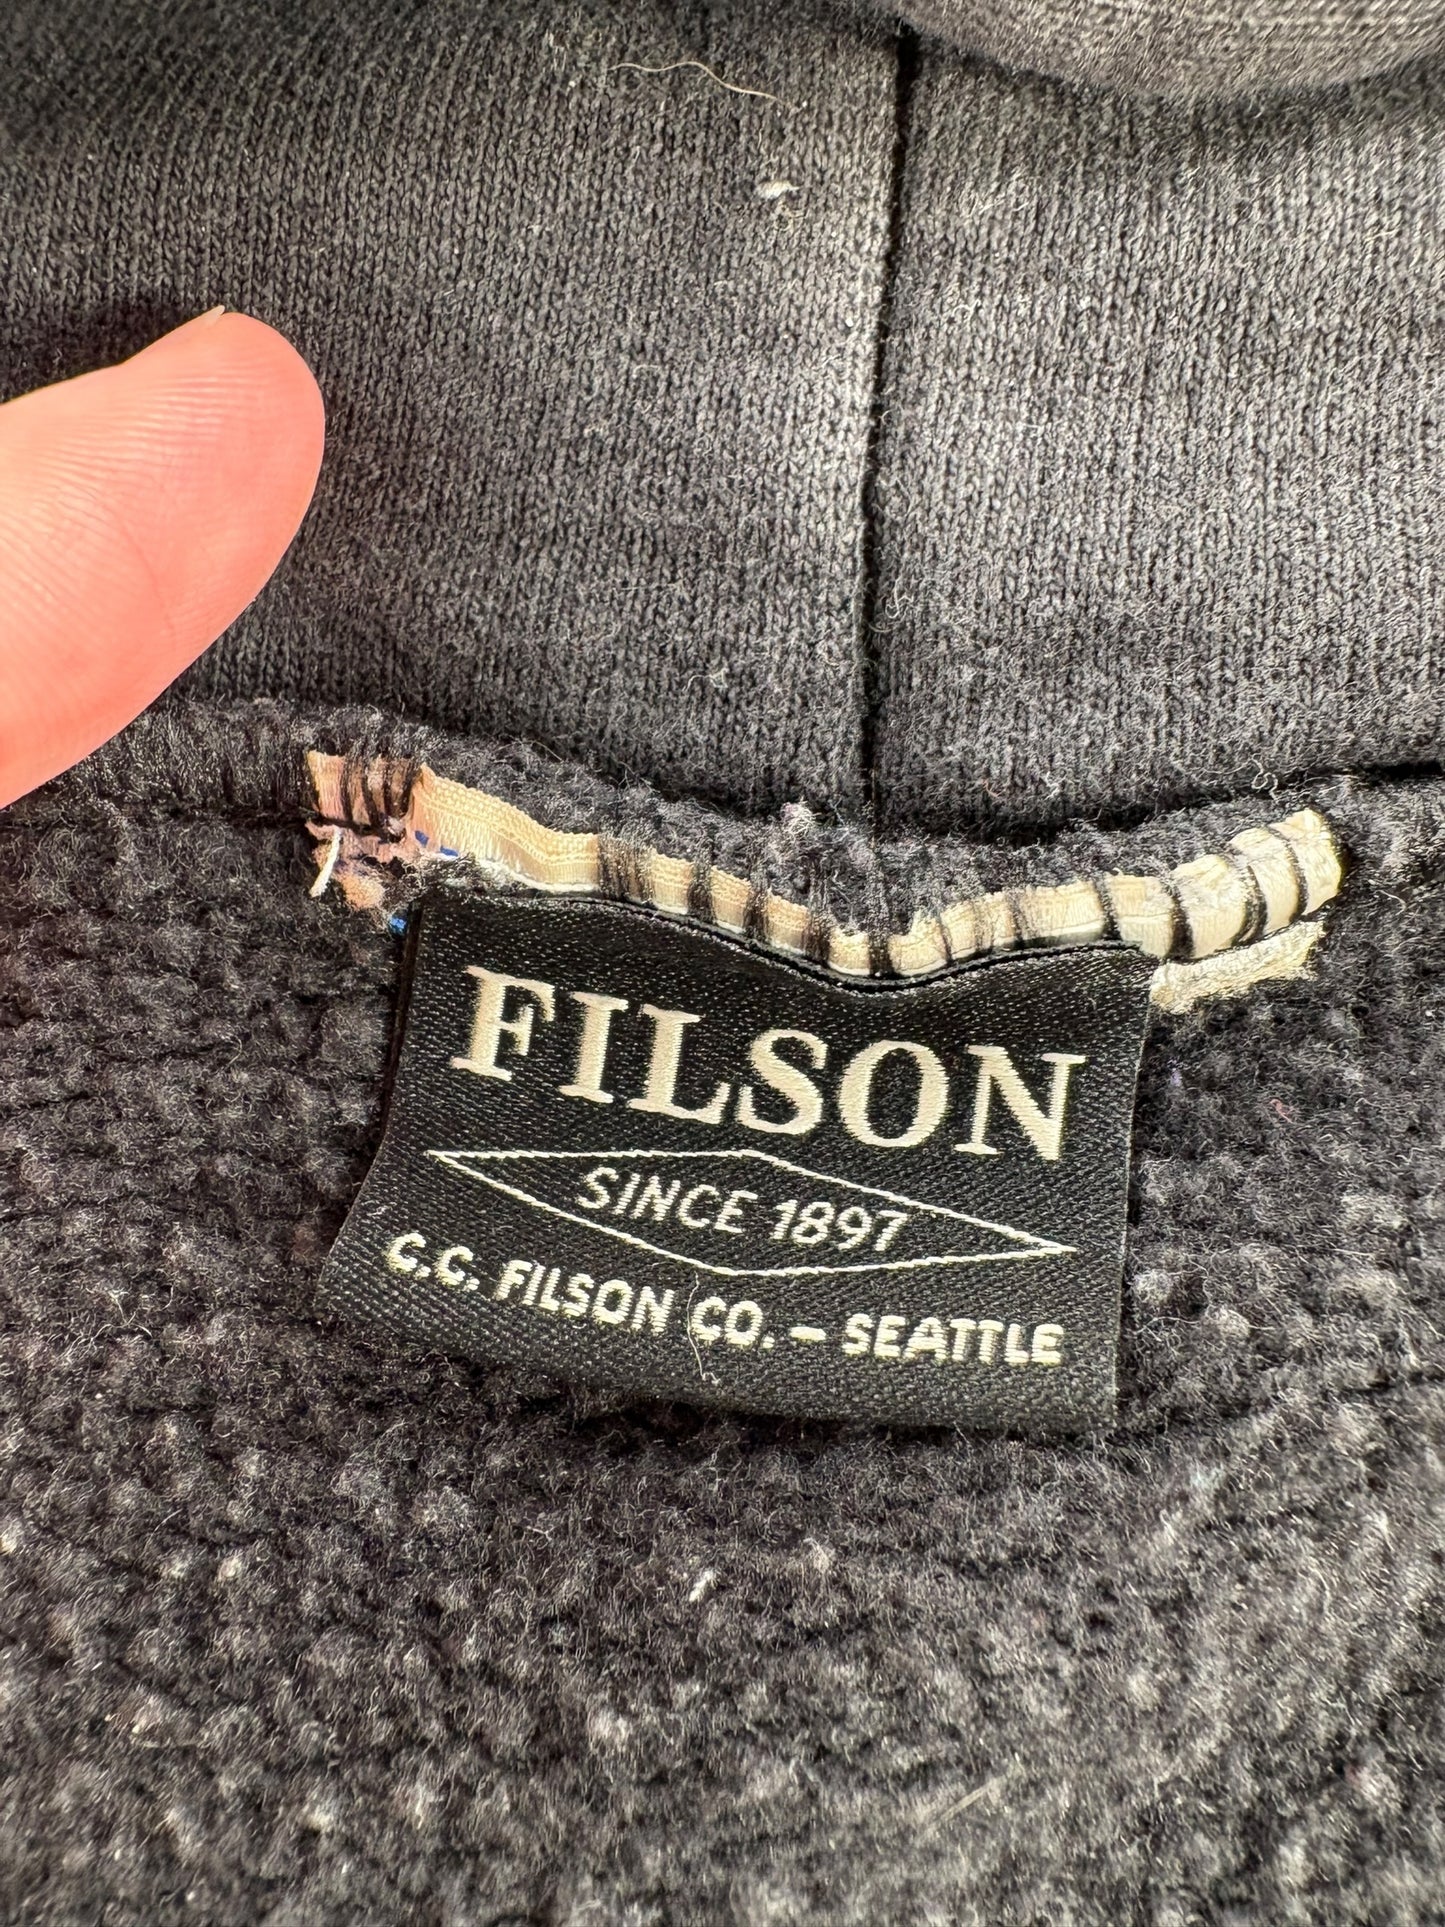 FILSON
SINCE 1897
C.C. FILSON CO. – SEATTLE